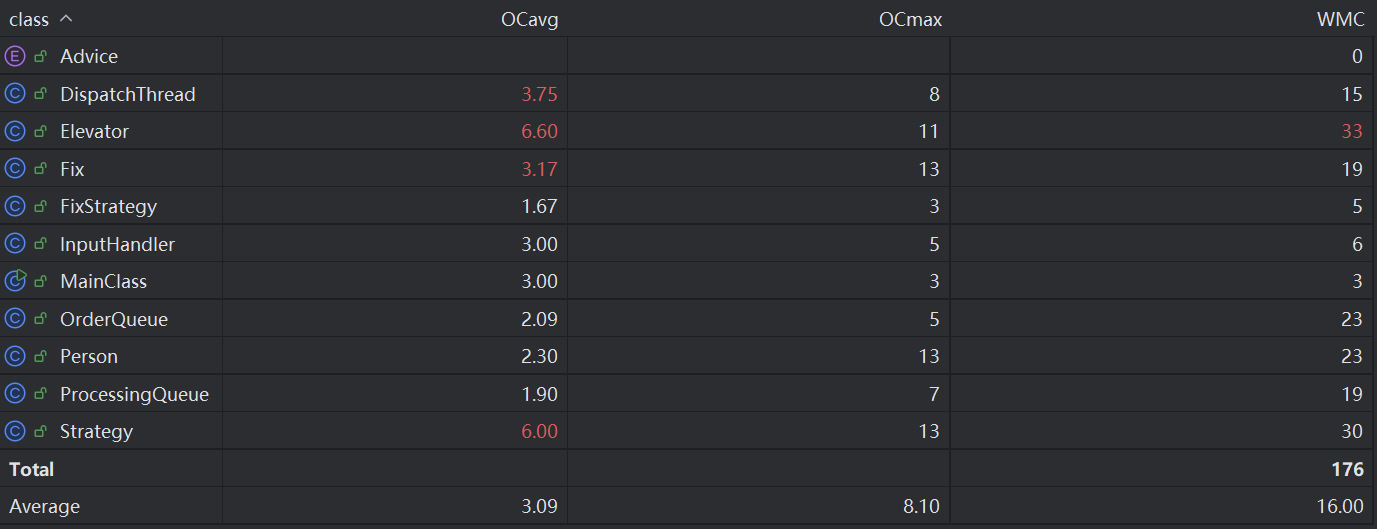 class OCavg OCmax WMC
E Advice 0
C DispatchThread 3.75 8 15
C Elevator 6.60 11 33
C Fix 3.17 13 19
C FixStrategy 1.67 3 5
C InputHandler 3.00 5 6
C MainClass 3.00 3 3
C OrderQueue 2.09 5 23
C Person 2.30 13 23
C ProcessingQueue 1.90 7 19
C Strategy 6.00 13 30
Total 176
Average 3.09 8.10 16.00